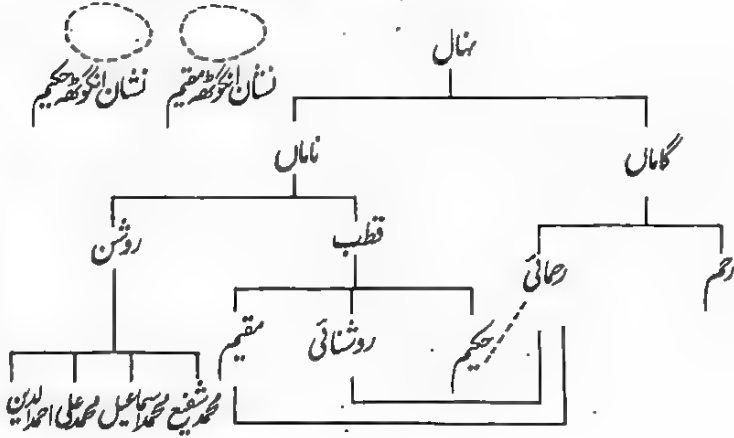 نہال
نشان انگوٹھہ مقیم
نشان انگوٹھہ حکیم
گاماں
ناماں
رحم
رحمائی
قطب
روشن
حکیم
روشنائی
مقیم
محمد شفیع
محمد اسماعیل
محمد علی
احمد الدین